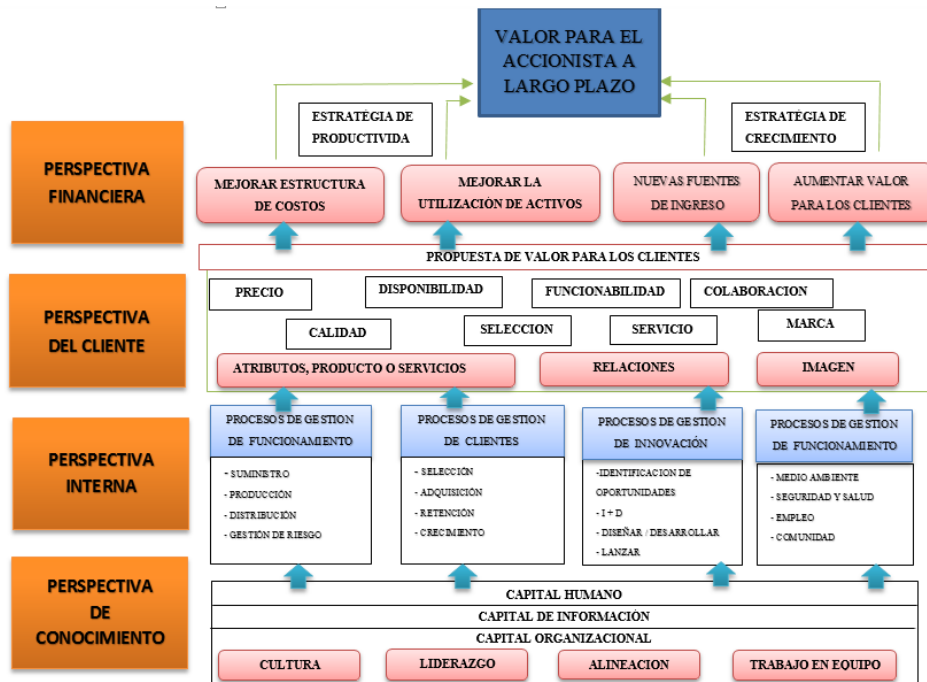 VALOR PARA EL
ACCIONISTA A
LARGO PLAZO
ESTRATÉGIA DE
PRODUCTIVIDA
ESTRATÉGIA DE
CRECIMIENTO
PERSPECTIVA
FINANCIERA
MEJORAR ESTRUCTURA
DE COSTOS
MEJORAR LA
UTILIZACIÓN DE ACTIVOS
NUEVAS FUENTES
DE INGRESO
AUMENTAR VALOR
PARA LOS CLIENTES
PROPUESTA DE VALOR PARA LOS CLIENTES
PERSPECTIVA
DEL CLIENTE
PRECIO
DISPONIBILIDAD
FUNCIONABILIDAD
COLABORACION
CALIDAD
SELECCION
SERVICIO
MARCA
ATRIBUTOS, PRODUCTO O SERVICIOS
RELACIONES
IMAGEN
PERSPECTIVA
INTERNA
PROCESOS DE GESTION
DE FUNCIONAMIENTO
- SUMINISTRO
- PRODUCCIÓN
- DISTRIBUCIÓN
- GESTIÓN DE RIESGO
PROCESOS DE GESTION
DE CLIENTES
- SELECCIÓN
- ADQUISICIÓN
- RETENCIÓN
- CRECIMIENTO
PROCESOS DE GESTION
DE INNOVACIÓN
-IDENTIFICACION DE
OPORTUNIDADES
- I + D
- DISEÑAR / DESARROLLAR
- LANZAR
PROCESOS DE GESTION
DE FUNCIONAMIENTO
- MEDIO AMBIENTE
- SEGURIDAD Y SALUD
- EMPLEO
- COMUNIDAD
PERSPECTIVA
DE
CONOCIMIENTO
CAPITAL HUMANO
CAPITAL DE INFORMACIÓN
CAPITAL ORGANIZACIONAL
CULTURA
LIDERAZGO
ALINEACION
TRABAJO EN EQUIPO